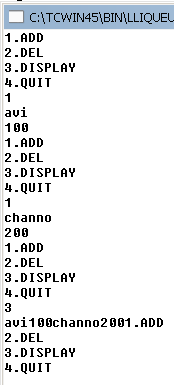 C:\TCWIN45\BIN\LLIQUEU
1.ADD
2.DEL
3.DISPLAY
4.QUIT
1
avi
100
1.ADD
2.DEL
3.DISPLAY
4.QUIT
1
channo
200
1.ADD
2.DEL
3.DISPLAY
4.QUIT
3
avi100channo2001.ADD
2.DEL
3.DISPLAY
4.QUIT